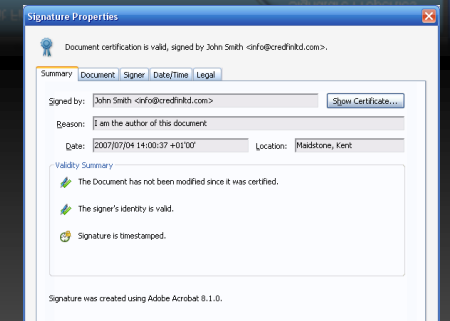 Signature Properties
Document certification is valid, signed by John Smith <info@credfinltd.com>.
Summary Document Signer Date/Time Legal
Signed by: John Smith <info@credfinltd.com> Show Certificate...
Reason: I am the author of this document
Date: 2007/07/04 14:00:37 +01'00' Location: Maidstone, Kent
Validity Summary
The Document has not been modified since it was certified.
The signer's identity is valid.
Signature is timestamped.
Signature was created using Adobe Acrobat 8.1.0.